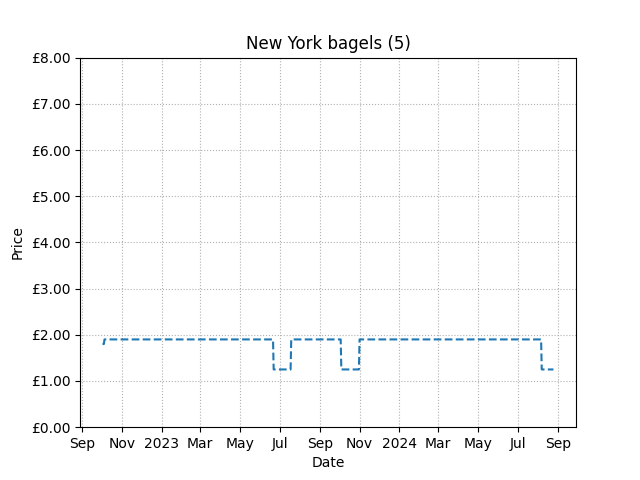 New York bagels (5)
£8.00
£7.00
£6.00
£5.00
£4.00
£3.00
£2.00
£1.00
£0.00
Price
Sep Nov 2023 Mar May Jul Sep Nov 2024 Mar May Jul Sep
Date